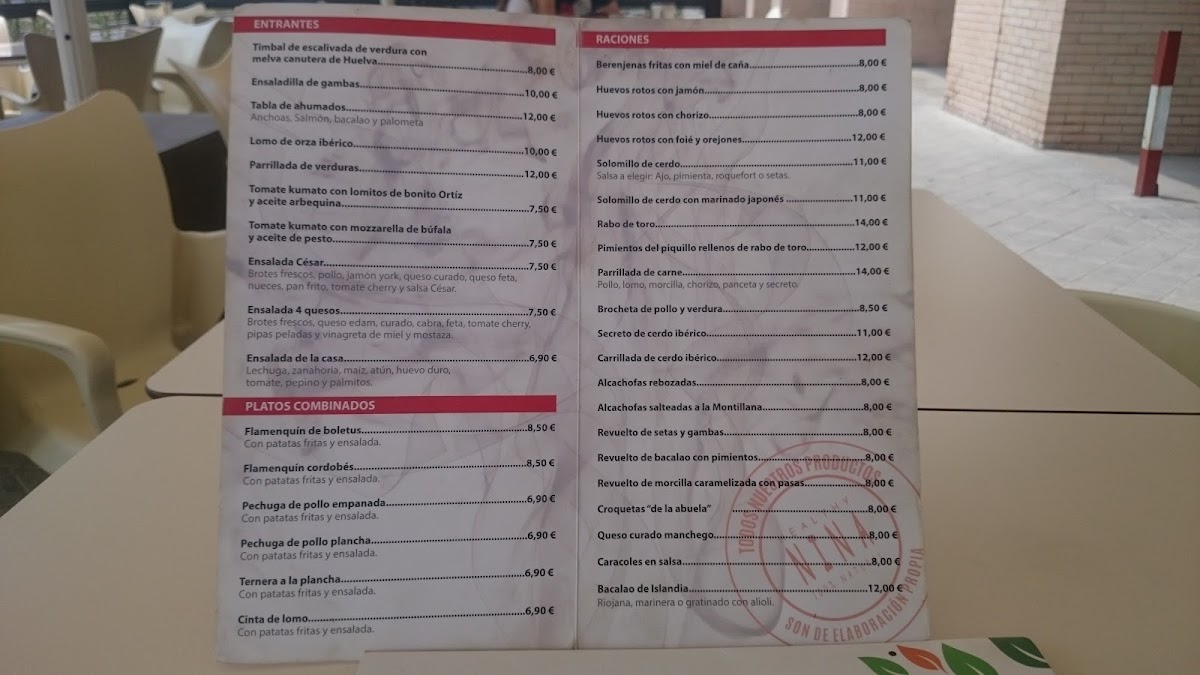 ENTRANTES
Timbal de escalivada de verdura con
melva canutera de Huelva 8,00 €
Ensaladilla de gambas 10,00 €
Tabla de ahumados 12,00 €
Anchoas, Salmón, bacalao y palometa
Lomo de orza ibérico 10,00 €
Parrillada de verduras 12,00 €
Tomate kumato con lomitos de bonito Ortíz
y aceite arbequina 7,50 €
Tomate kumato con mozzarella de búfala
y aceite de pesto 7,50 €
Ensalada César 7,50 €
Brotes frescos, pollo, jamón york, queso curado, queso feta,
nueces, pan frito, tomate cherry y salsa César.
Ensalada 4 quesos 7,50 €
Brotes frescos, queso edam, curado, cabra, feta, tomate cherry,
pipas peladas y vinagreta de miel y mostaza.
Ensalada de la casa 6,90 €
Lechuga, zanahoria, maiz, atún, huevo duro,
tomate, pepino y palmitos.
PLATOS COMBINADOS
Flamenquín de boletus 8,50 €
Con patatas fritas y ensalada.
Flamenquín cordobés 8,50 €
Con patatas fritas y ensalada.
Pechuga de pollo empanada 6,90 €
Con patatas fritas y ensalada.
Pechuga de pollo plancha 6,90 €
Con patatas fritas y ensalada.
Ternera a la plancha 6,90 €
Con patatas fritas y ensalada.
Cinta de lomo 6,90 €
Con patatas fritas y ensalada.
RACIONES
Berenjenas fritas con miel de caña 8,00 €
Huevos rotos con jamón 8,00 €
Huevos rotos con chorizo 8,00 €
Huevos rotos con foié y orejones 12,00 €
Solomillo de cerdo 11,00 €
Salsa a elegir: Ajo, pimienta, roquefort o setas.
Solomillo de cerdo con marinado japonés 11,00 €
Rabo de toro 14,00 €
Pimientos del piquillo rellenos de rabo de toro 12,00 €
Parrillada de carne 14,00 €
Pollo, lomo, morcilla, chorizo, panceta y secreto.
Brocheta de pollo y verdura 8,50 €
Secreto de cerdo ibérico 11,00 €
Carrillada de cerdo ibérico 12,00 €
Alcachofas rebozadas 8,00 €
Alcachofas salteadas a la Montillana 8,00 €
Revuelto de setas y gambas 8,00 €
Revuelto de bacalao con pimientos 8,00 €
Revuelto de morcilla caramelizada con pasas 8,00 €
Croquetas "de la abuela" 8,00 €
Queso curado manchego 8,00 €
Caracoles en salsa 8,00 €
Bacalao de Islandia 12,00 €
Riojana, marinera o gratinado con alioli.
TODOS NUESTROS PRODUCTOS
NINA
SON DE ELABORACIÓN PROPIA